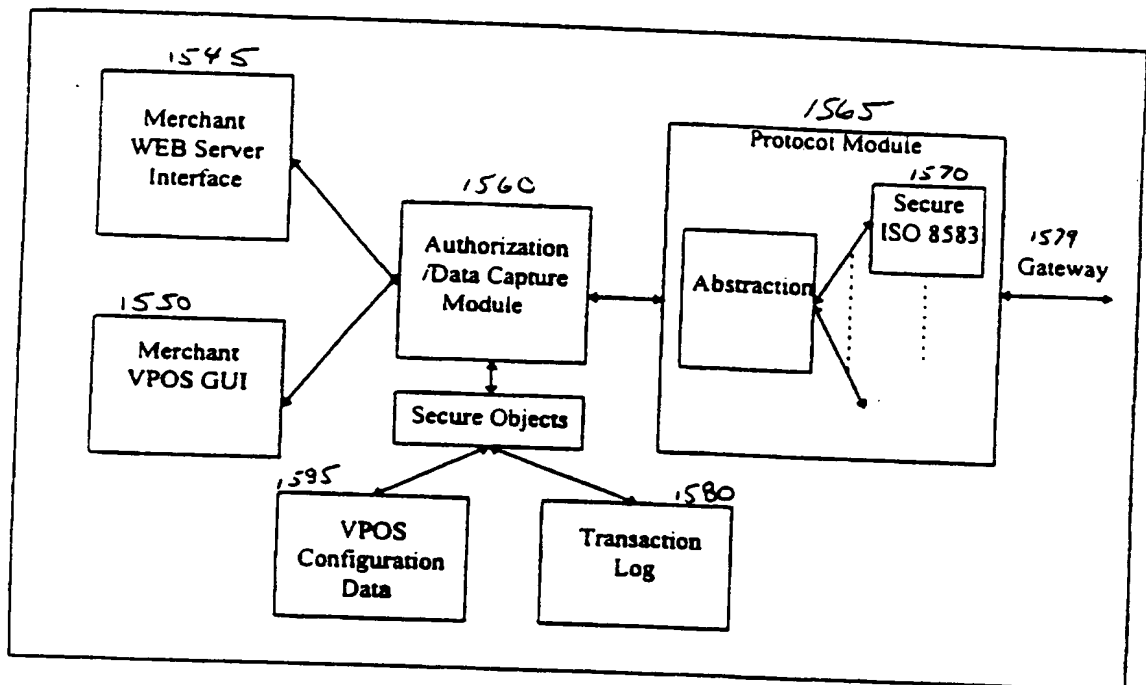 1545
Merchant
WEB Server
Interface
1550
Merchant
VPOS GUI
1560
Authorization
/Data Capture
Module
Secure Objects
1595
VPOS
Configuration
Data
1580
Transaction
Log
1565
Protocol Module
Abstraction
1570
Secure
ISO 8583
1579
Gateway